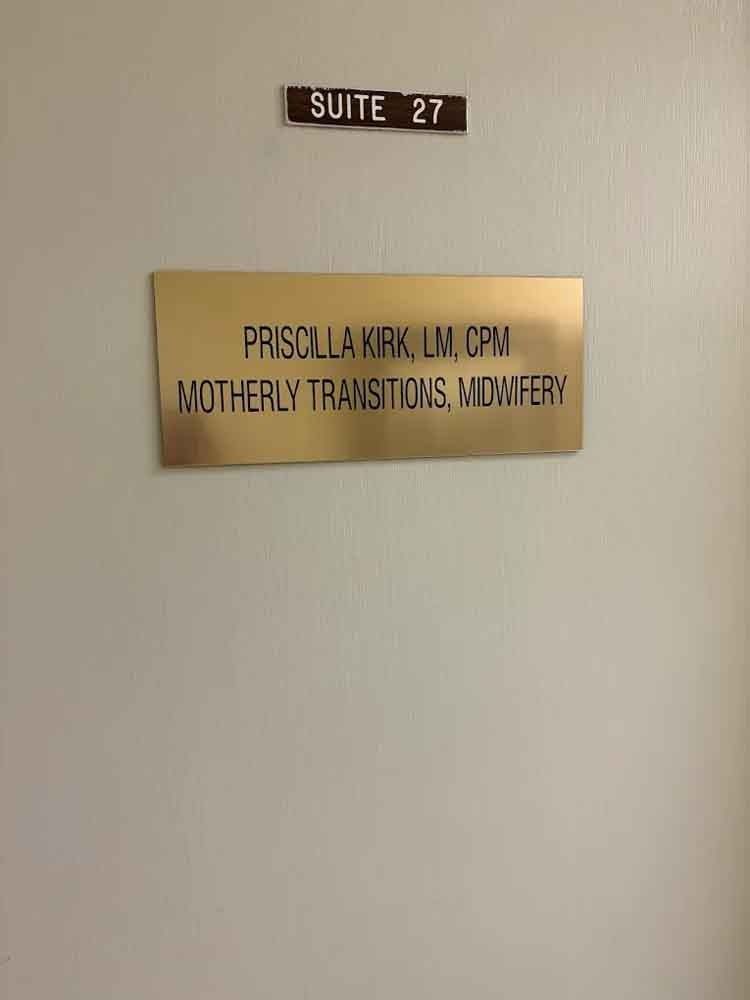 SUITE 27
PRISCILLA KIRK, LM, CPM
MOTHERLY TRANSITIONS, MIDWIFERY